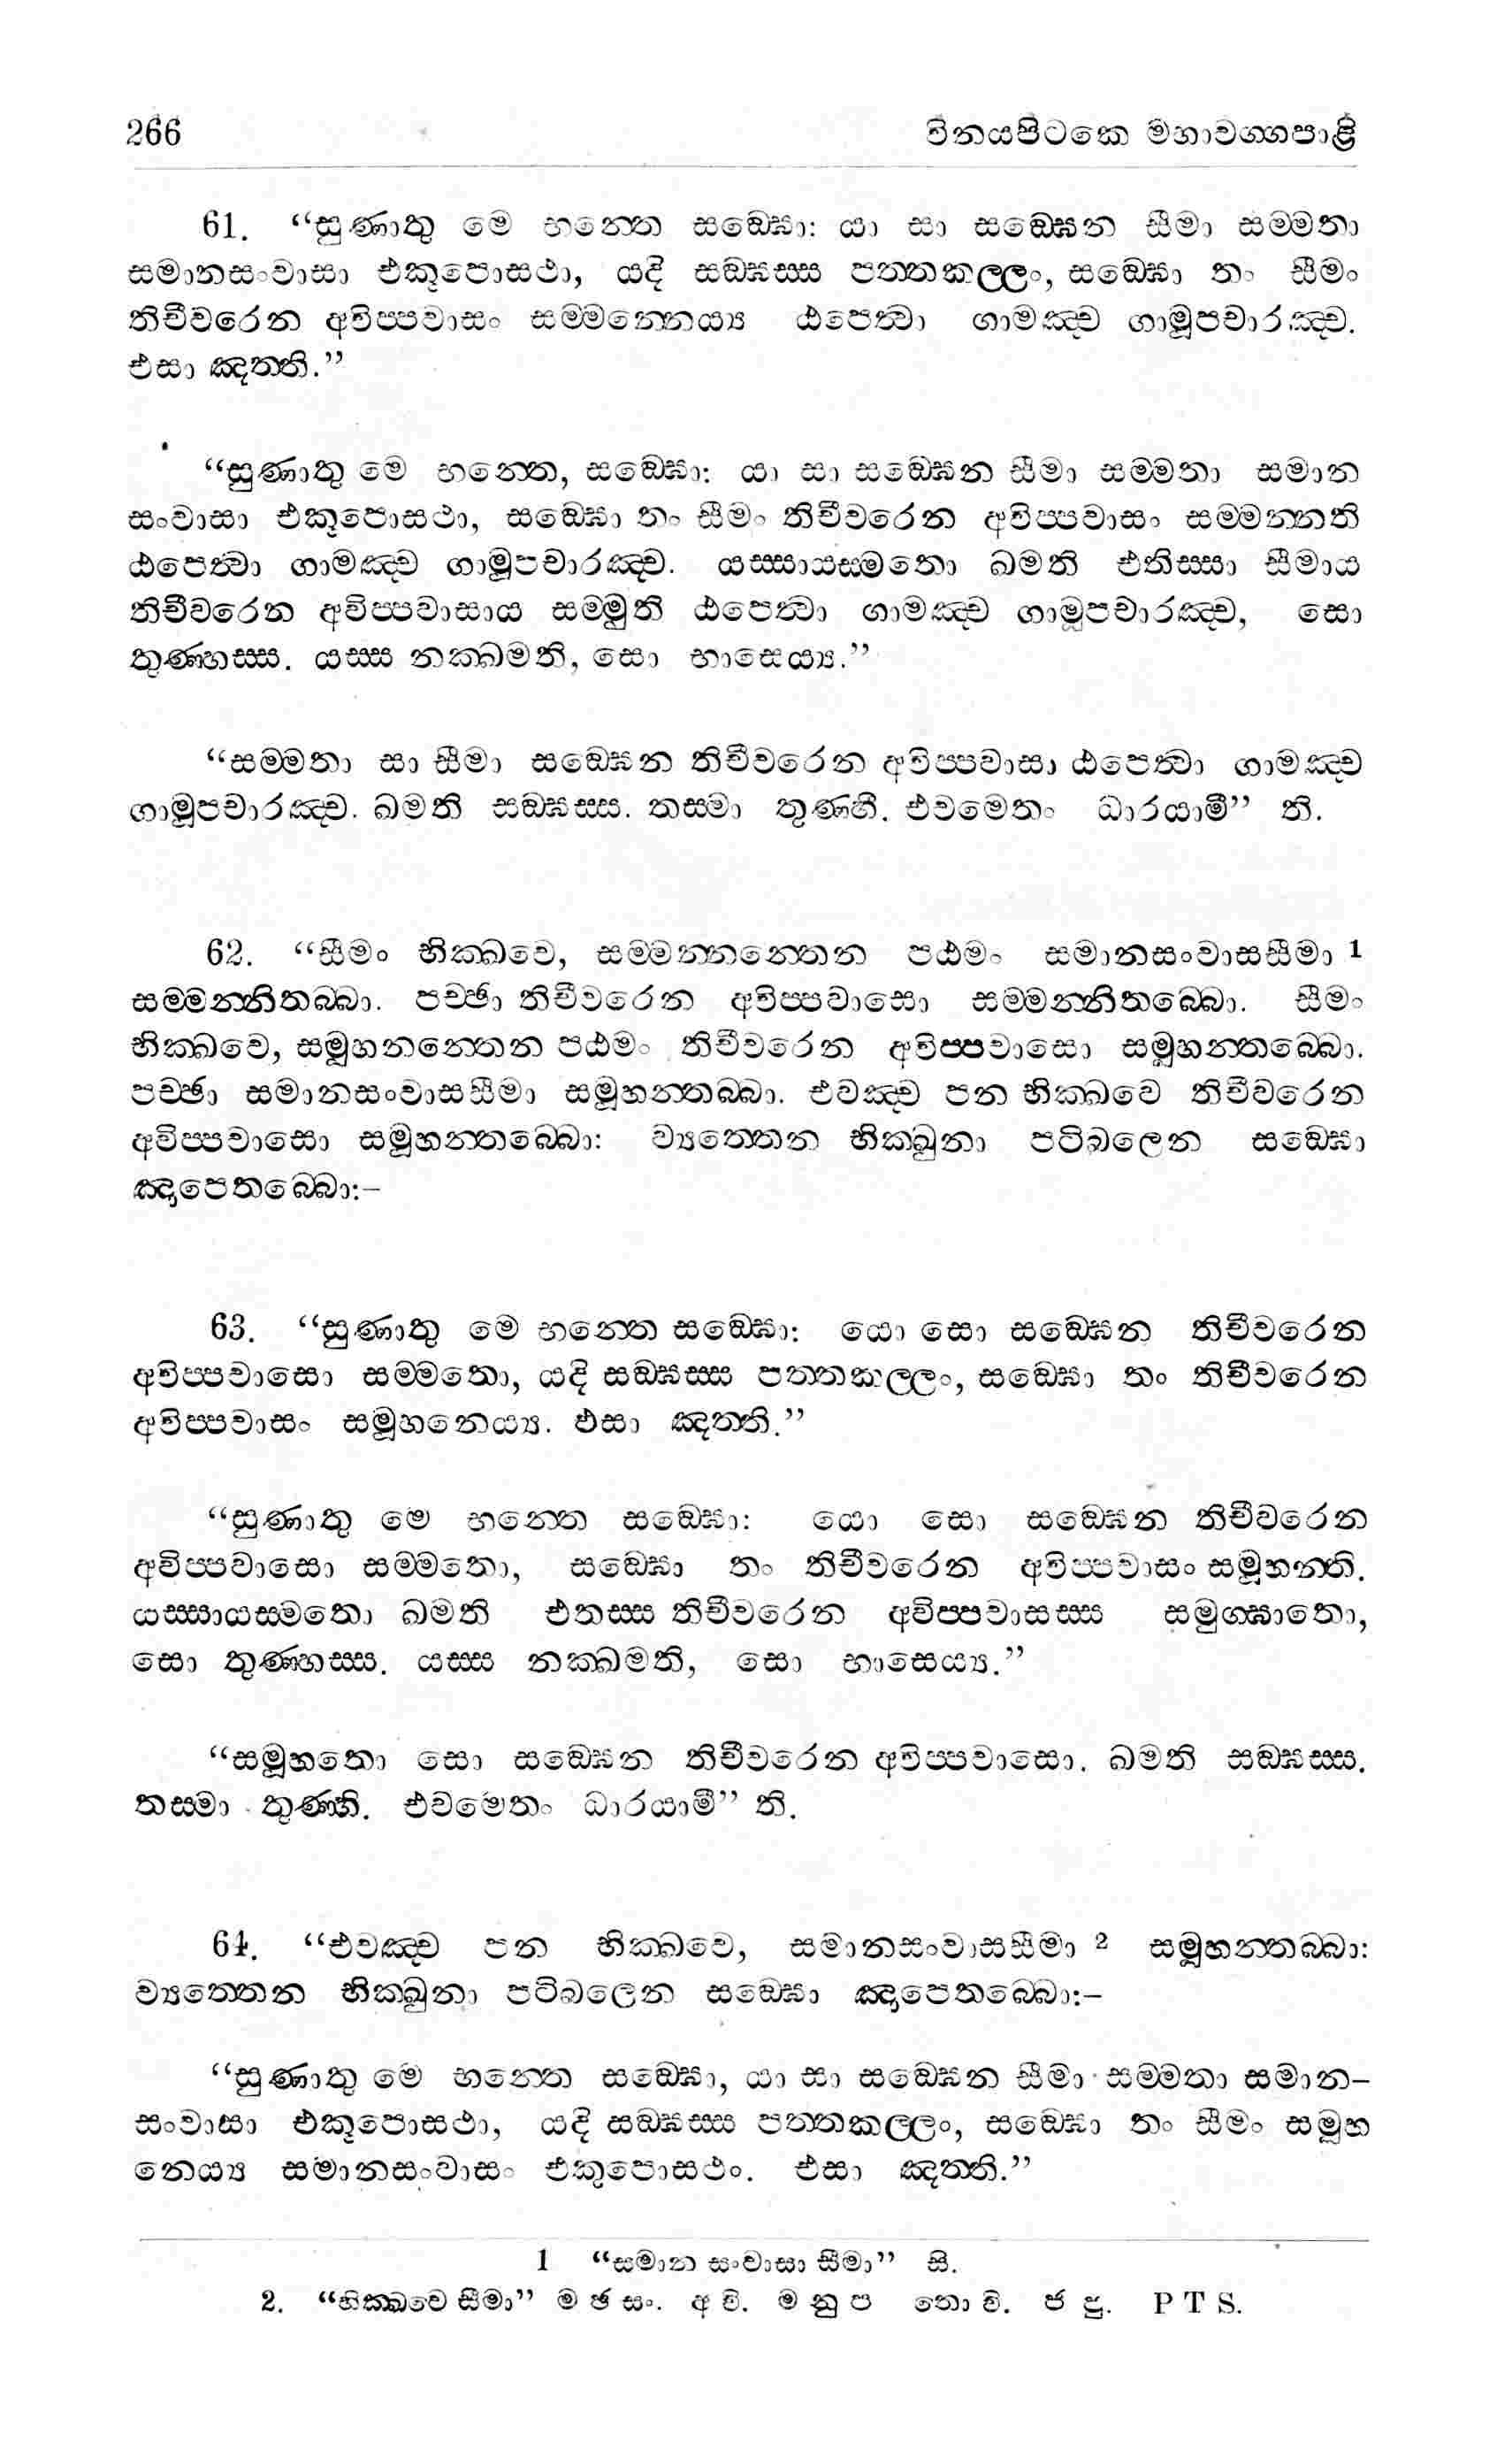 266 විනයපිටකෙ මහාවග්ගපාළි
61. “සුණාතු මෙ භන්තෙ සඞ්ඝො: යා සා සඞ්ඝෙන සීමා සම්මතා
සමානසංවාසා එකූපොසථා, යදි සඞ්ඝස්ස පත්තකල්ලං, සඞ්ඝො තං සීමං
තිචීවරෙන අවිප්පවාසං සම්මන්නෙය්‍ය ඨපෙත්‍වා ගාමඤ්ච ගාමූපචාරඤ්ච.
එසා ඤත්ති.”
“සුණාතු මෙ භන්තෙ, සඞ්ඝො: යා සා සඞ්ඝෙන සීමා සම්මතා සමාන
සංවාසා එකූපොසථා, සඞ්ඝො තං සීමං තිචීවරෙන අවිප්පවාසං සම්මන්නති
ඨපෙත්‍වා ගාමඤ්ච ගාමූපචාරඤ්ච. යස්සායස්මතො ඛමති එතිස්සා සීමාය
තිචීවරෙන අවිප්පවාසාය සම්මුති ඨපෙත්‍වා ගාමඤ්ච ගාමූපචාරඤ්ච, සො
තුණ්හස්ස. යස්ස නක්ඛමති, සො භාසෙය්‍ය.”
“සම්මතා සා සීමා සඞ්ඝෙන තිචීවරෙන අවිප්පවාසා ඨපෙත්‍වා ගාමඤ්ච
ගාමූපචාරඤ්ච. ඛමති සඞ්ඝස්ස. තස්මා තුණ්හී. එවමෙතං ධාරයාමී” ති.
62. “සීමං භික්ඛවෙ, සම්මන්නන්තෙන පඨමං සමානසංවාසසීමා 1
සම්මන්නිතබ්බා. පච්ඡා තිචීවරෙන අවිප්පවාසො සම්මන්නිතබ්බො. සීමං
භික්ඛවෙ, සමූහනන්තෙන පඨමං තිචීවරෙන අවිප්පවාසො සමූහන්තබ්බො.
පච්ඡා සමානසංවාසසීමා සමූහන්තබ්බා. එවඤ්ච පන භික්ඛවෙ තිචීවරෙන
අවිප්පවාසො සමූහන්තබ්බො: ව්‍යත්තෙන භික්ඛුනා පටිබලෙන සඞ්ඝො
ඤාපෙතබ්බො:–
63. “සුණාතු මෙ භන්තෙ සඞ්ඝො: යො සො සඞ්ඝෙන තිචීවරෙන
අවිප්පවාසො සම්මතො, යදි සඞ්ඝස්ස පත්තකල්ලං, සඞ්ඝො තං තිචීවරෙන
අවිප්පවාසං සමූහනෙය්‍ය. එසා ඤත්ති.”
“සුණාතු මෙ භන්තෙ සඞ්ඝො: යො සො සඞ්ඝෙන තිචීවරෙන
අවිප්පවාසො සම්මතො, සඞ්ඝො තං තිචීවරෙන අවිප්පවාසං සමූහන්ති.
යස්සායස්මතො ඛමති එතස්ස තිචීවරෙන අවිප්පවාසස්ස සමුග්ඝාතො,
සො තුණ්හස්ස. යස්ස නක්ඛමති, සො භාසෙය්‍ය.”
“සමූහතො සො සඞ්ඝෙන තිචීවරෙන අවිප්පවාසො. ඛමති සඞ්ඝස්ස.
තස්මා තුණ්හි. එවමෙතං ධාරයාමී” ති.
64. “එවඤ්ච පන භික්ඛවෙ, සමානසංවාසසීමා 2 සමූහන්තබ්බා:
ව්‍යත්තෙන භික්ඛුනා පටිබලෙන සඞ්ඝො ඤාපෙතබ්බො:–
“සුණාතු මෙ භන්තෙ සඞ්ඝො, යා සා සඞ්ඝෙන සීමා සම්මතා සමාන–
සංවාසා එකූපොසථා, යදි සඞ්ඝස්ස පත්තකල්ලං, සඞ්ඝො තං සීමං සමූහ
නෙය්‍ය සමානසංවාසං එකුපොසථං. එසා ඤත්ති.”
1 “සමාන සංවාසා සීමා” සි.
2. “භික්ඛවෙ සීමා” ම ඡ සං. අ වි. ම නු ප තො වි. ජ පු. P T S.